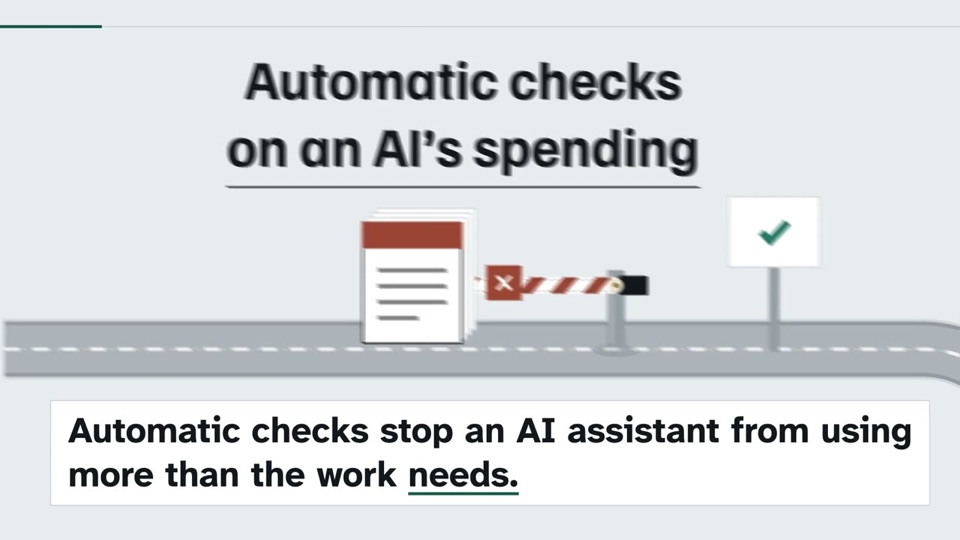 Automatic checks
on an AI’s spending
Automatic checks stop an AI assistant from using
more than the work needs.